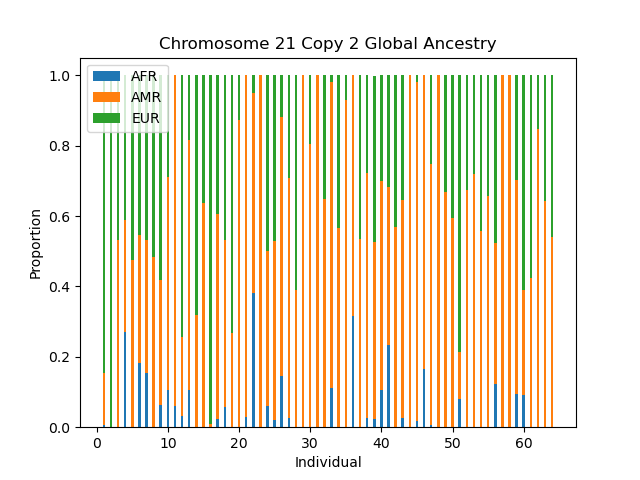 Chromosome 21 Copy 2 Global Ancestry
AFR
AMR
EUR
1.0
0.8
0.6
0.4
0.2
0.0
Proportion
0 10 20 30 40 50 60
Individual